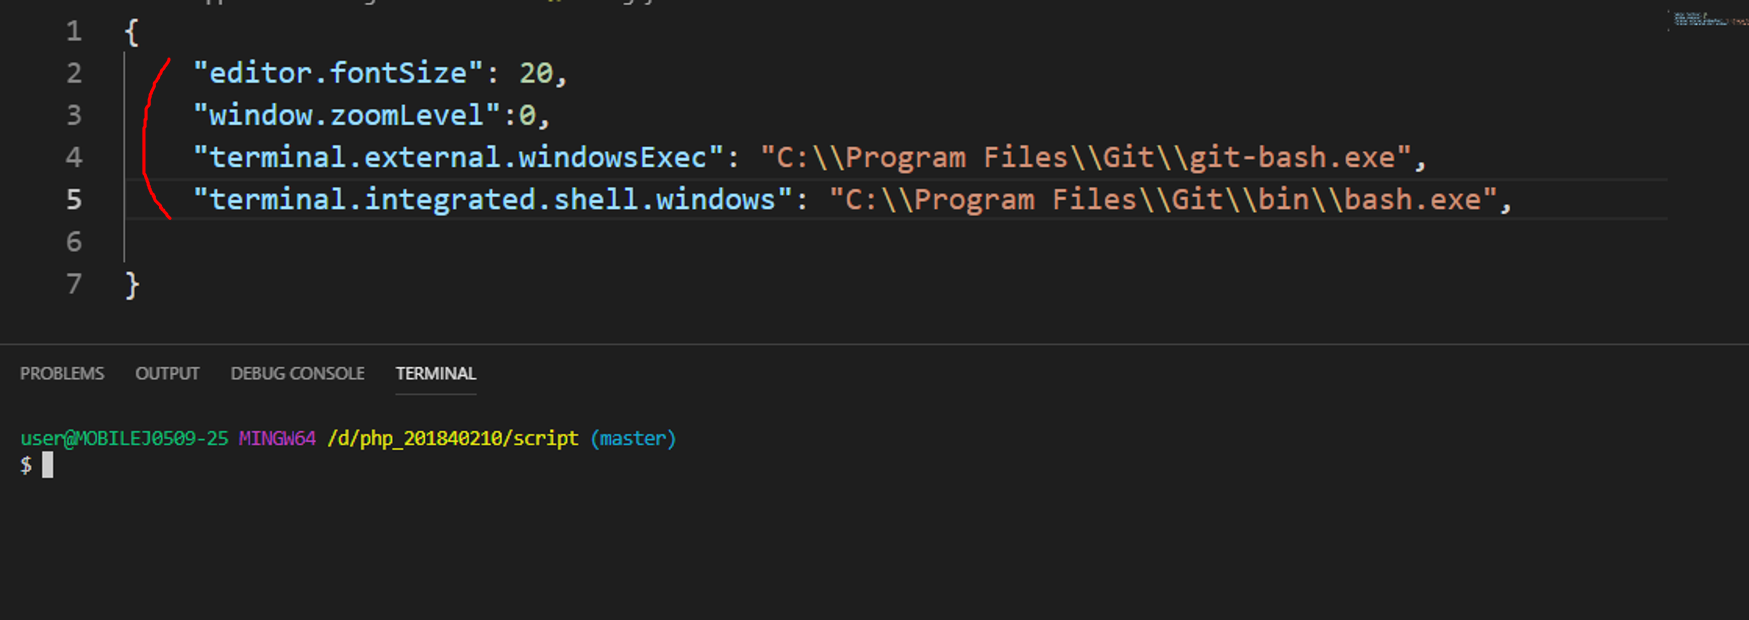 1 {
2 "editor.fontSize": 20,
3 "window.zoomLevel":0,
4 "terminal.external.windowsExec": "C:\\Program Files\\Git\\git-bash.exe",
5 "terminal.integrated.shell.windows": "C:\\Program Files\\Git\\bin\\bash.exe",
6
7 }
PROBLEMS OUTPUT DEBUG CONSOLE TERMINAL
user@MOBILEJ0509-25 MINGW64 /d/php_201840210/script (master)
$